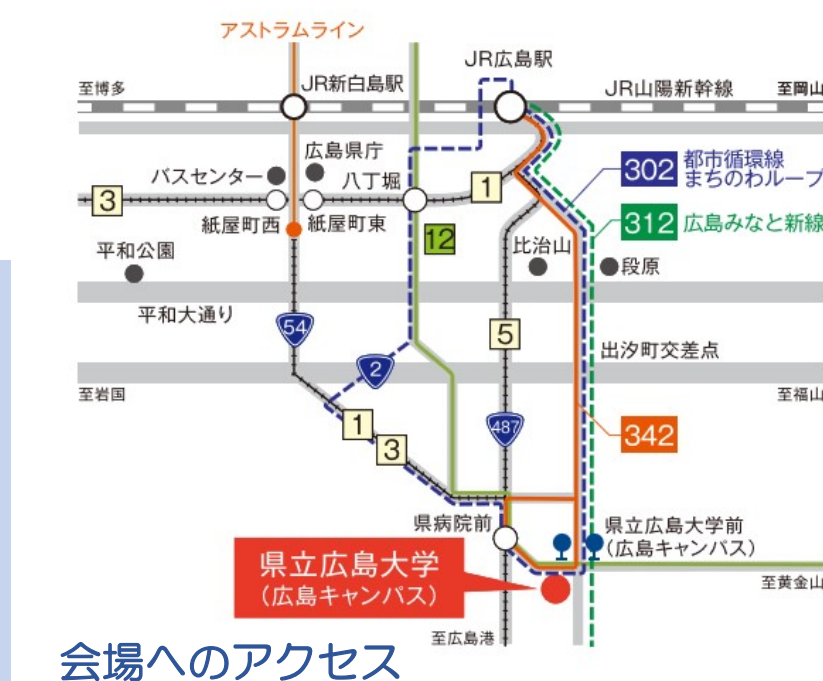 アストラムライン
JR広島駅
至博多
JR新白島駅
JR山陽新幹線
至岡山
広島県庁
バスセンター
八丁堀
1
302
都市循環線
まちのわループ
3
紙屋町西
紙屋町東
12
312
広島みなと新線
平和公園
比治山
段原
平和大通り
54
5
出汐町交差点
2
至岩国
至福山
1
487
342
3
県病院前
県立広島大学前
(広島キャンパス)
県立広島大学
(広島キャンパス)
至黄金山
至広島港
会場へのアクセス